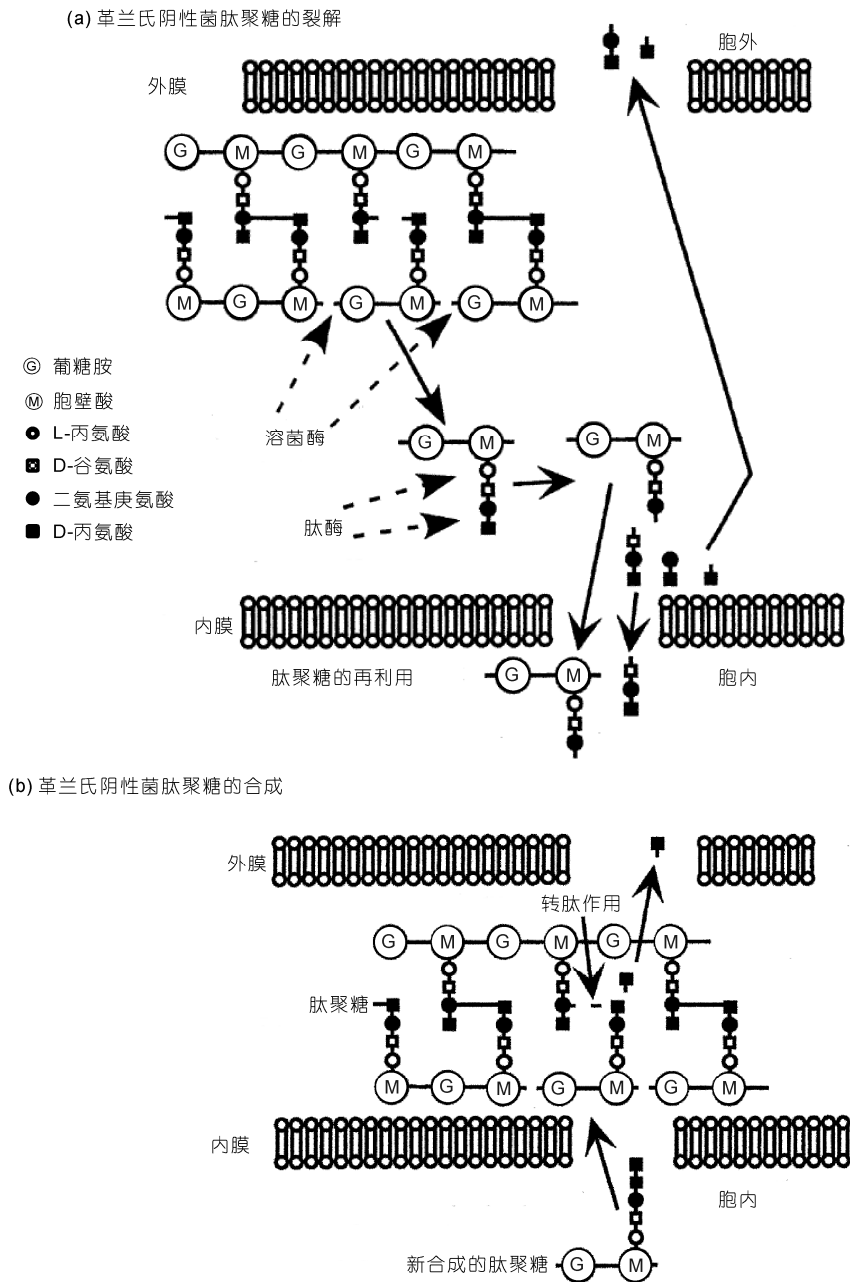 (a) 革兰氏阴性菌肽聚糖的裂解
胞外
外膜
G M G M G M
M G M G M G M
Ⓖ 葡糖胺
Ⓜ 胞壁酸
L-丙氨酸
D-谷氨酸
二氨基庚氨酸
D-丙氨酸
溶菌酶
G M
G M
肽酶
内膜
肽聚糖的再利用
G M
胞内
(b) 革兰氏阴性菌肽聚糖的合成
外膜
转肽作用
G M G M G M
肽聚糖
M G M G M G M
内膜
胞内
新合成的肽聚糖
G M